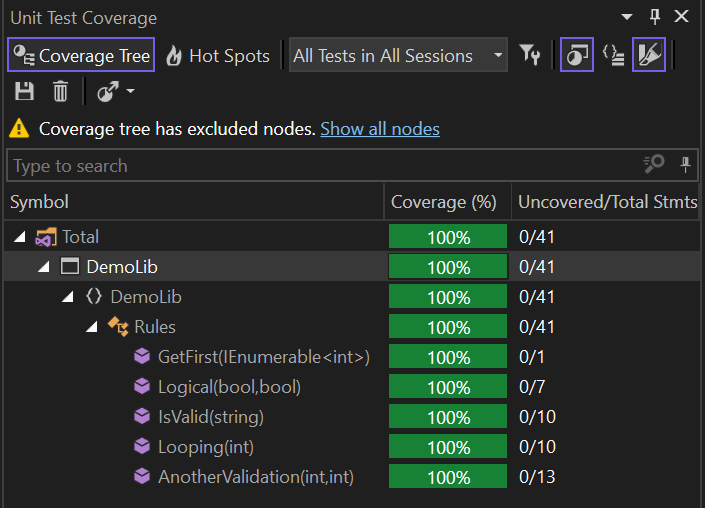 Unit Test Coverage
Coverage Tree Hot Spots All Tests in All Sessions
Coverage tree has excluded nodes. Show all nodes
Type to search
Symbol Coverage (%) Uncovered/Total Stmts
Total 100% 0/41
DemoLib 100% 0/41
{} DemoLib 100% 0/41
Rules 100% 0/41
GetFirst(IEnumerable<int>) 100% 0/1
Logical(bool,bool) 100% 0/7
IsValid(string) 100% 0/10
Looping(int) 100% 0/10
AnotherValidation(int,int) 100% 0/13